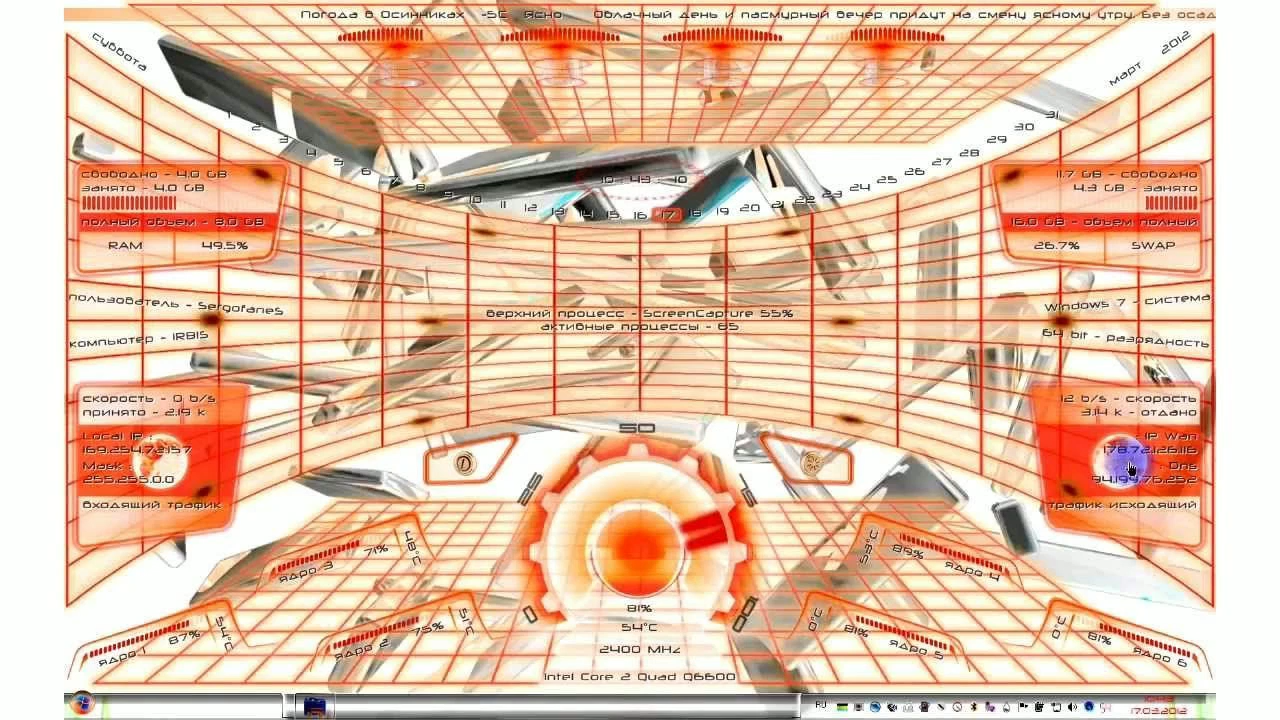 Погода в Осинниках -5C Ясно Облачный день и пасмурный вечер придут на смену ясному утру, без осад
суббота
март 2012
1 2 3 4 5 6 7 8 9 10 11 12 13 14 15 16 17 18 19 20 21 22 23 24 25 26 27 28 29 30 31
10 : 43 : 10
свободно - 4.0 GB
занято - 4.0 GB
полный объем - 8.0 GB
RAM 49.5%
11.7 GB - свободно
4.3 GB - занято
16.0 GB - объем полный
26.7% SWAP
пользователь - Sergofanes
компьютер - IRBIS
верхний процесс - ScreenCapture 55%
активные процессы - 65
Windows 7 - система
64 bit - разрядность
скорость - 0 b/s
принято - 2.19 k
Local IP :
169.254.72.157
Mask :
255.255.0.0
входящий трафик
12 b/s - скорость
3.14 k - отдано
: IP Wan
178.72.126.116
: Dns
94.199.76.252
трафик исходящий
0 25 50 75 100
ядро 3 71% 48°C
ядро 1 87% 54°C
ядро 2 75% 51°C
81%
54°C
2400 MHz
Intel Core 2 Quad Q6600
53°C 89% ядро 4
0°C 81% ядро 5
0°C 81% ядро 6
RU
17.03.2012